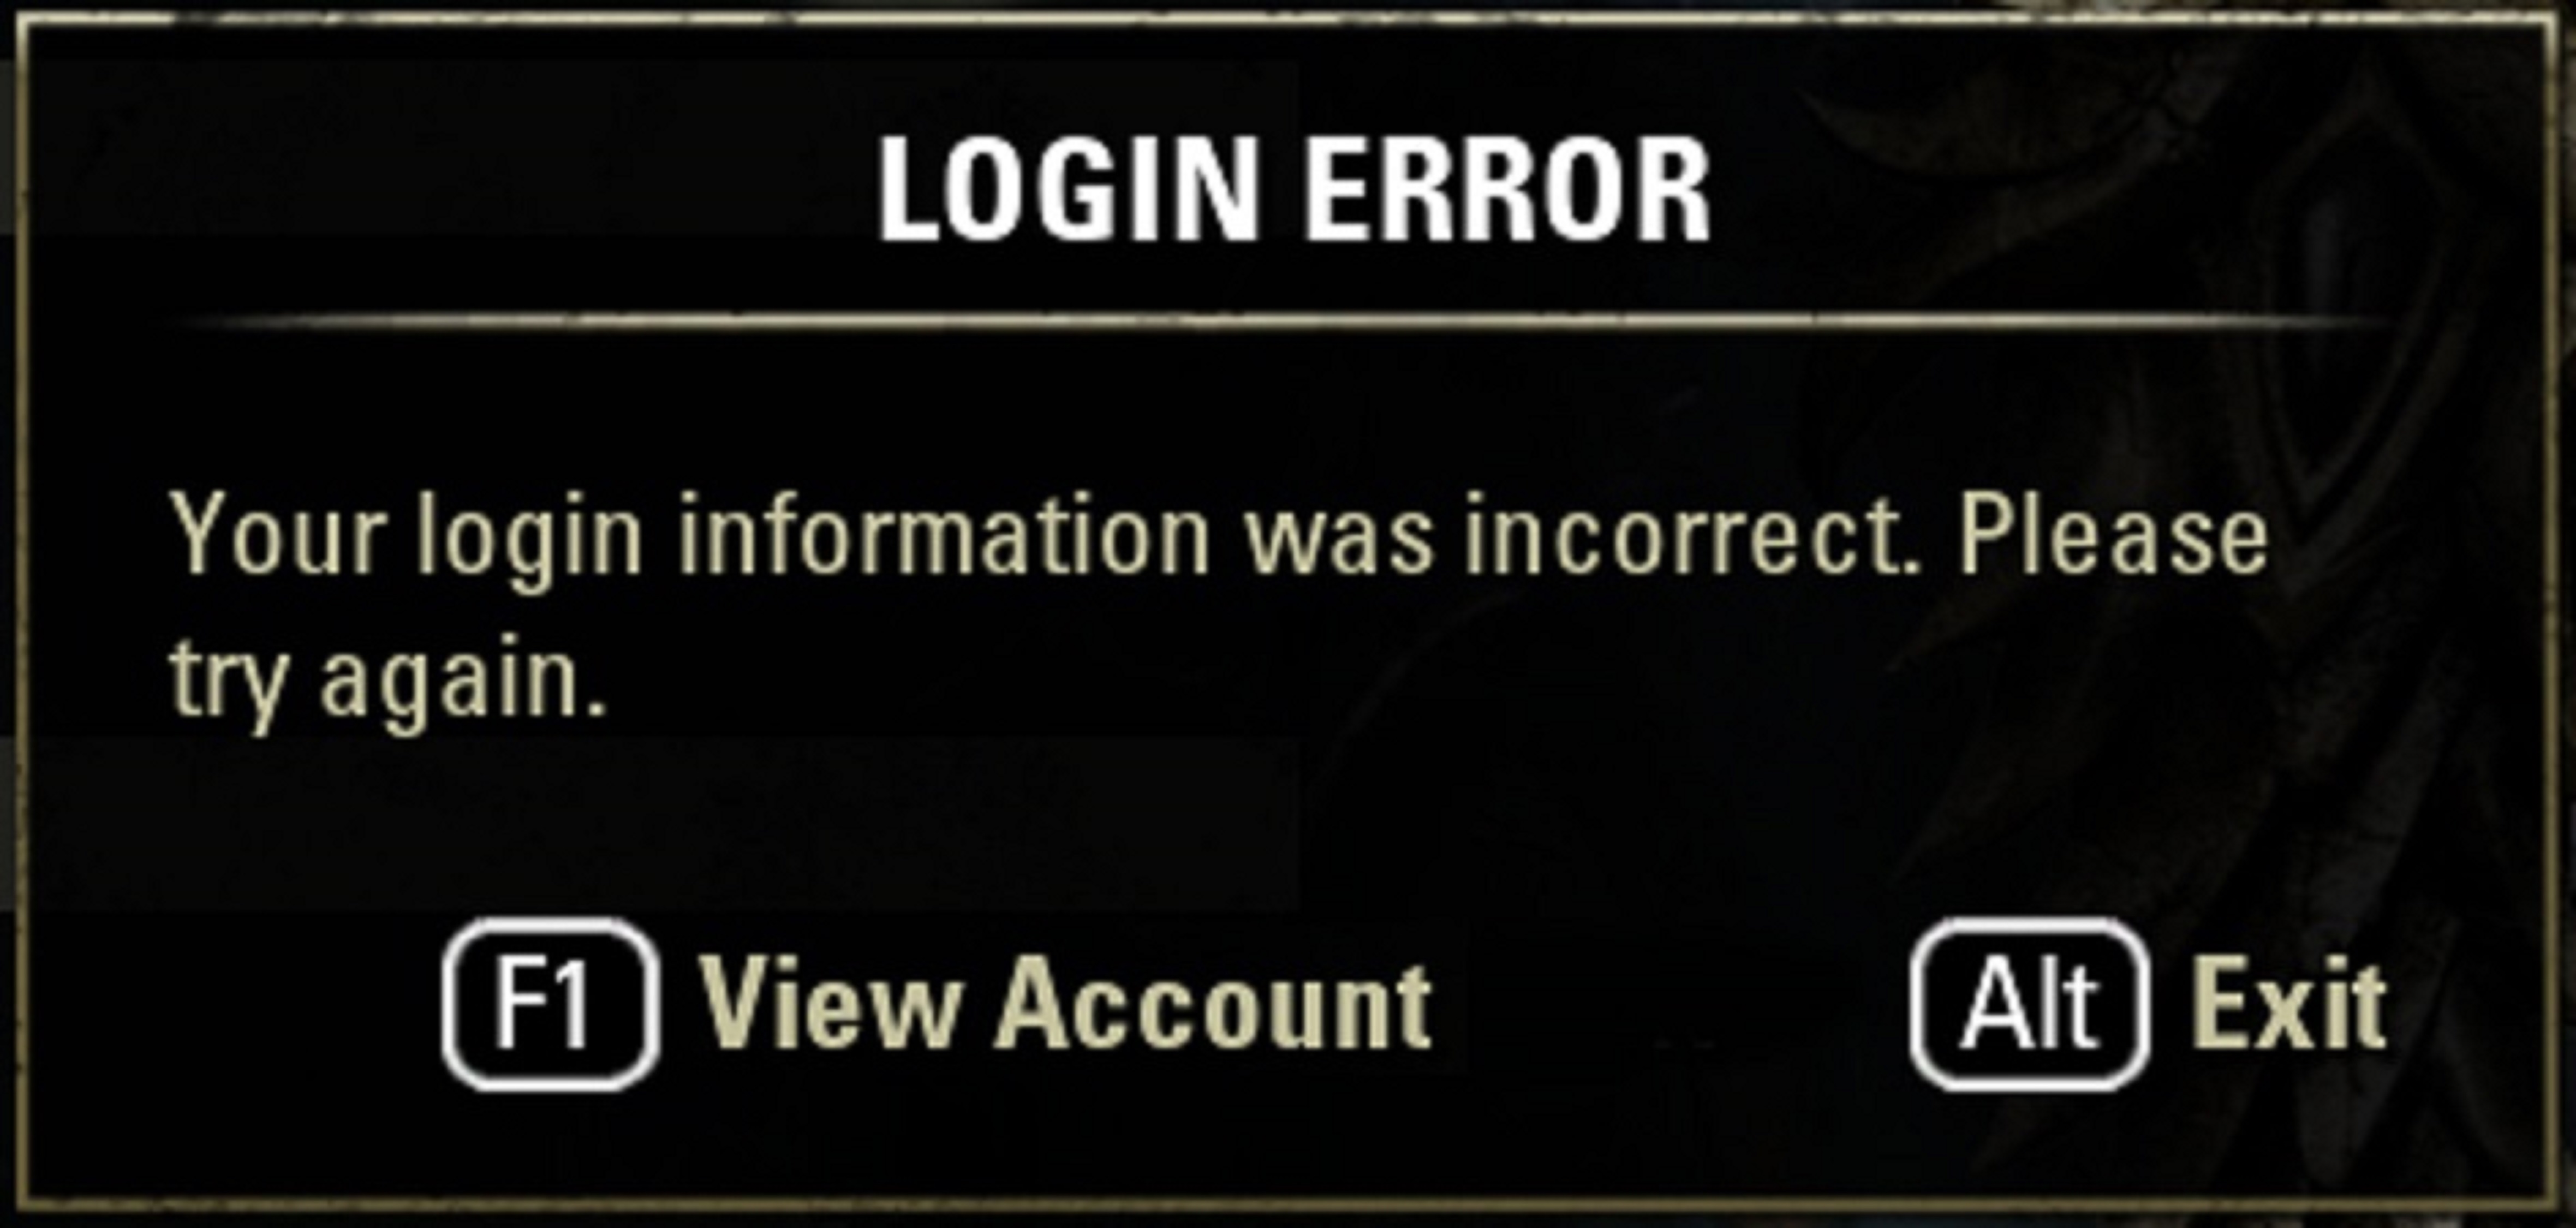 LOGIN ERROR
Your login information was incorrect. Please
try again.
F1 View Account Alt Exit